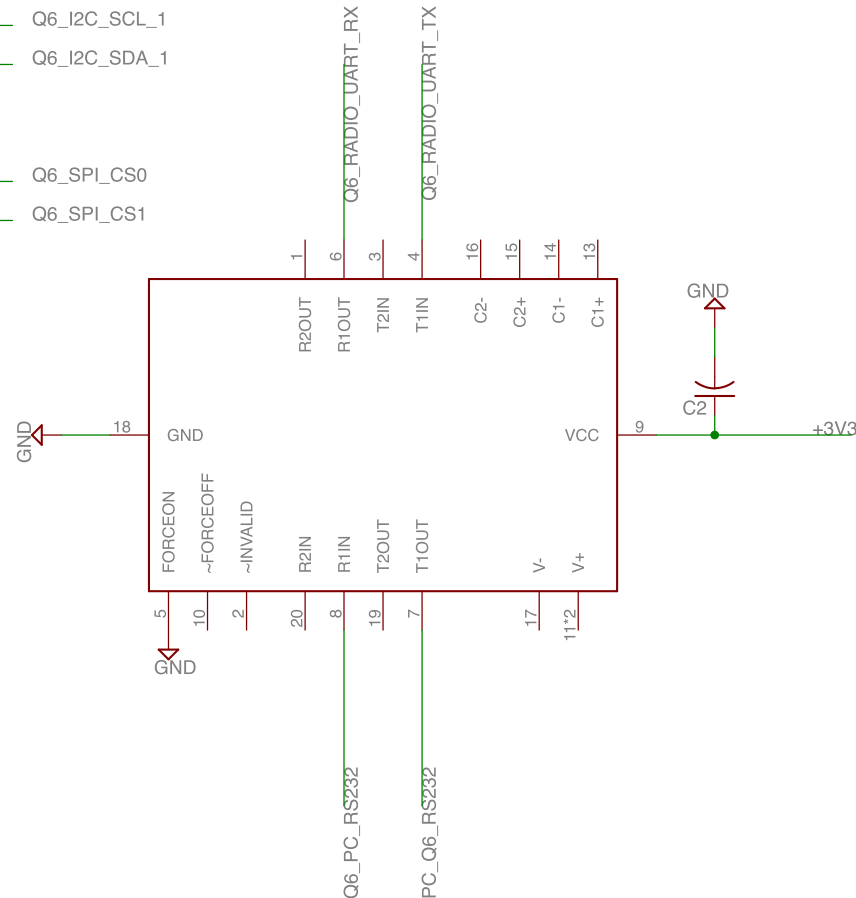 Q6_I2C_SCL_1
Q6_I2C_SDA_1
Q6_SPI_CS0
Q6_SPI_CS1
Q6_RADIO_UART_RX
Q6_RADIO_UART_TX
1
6
3
4
16
15
14
13
R2OUT
R1OUT
T2IN
T1IN
C2-
C2+
C1-
C1+
GND
C2
GND
18
GND
VCC
9
+3V3
FORCEON
~FORCEOFF
~INVALID
R2IN
R1IN
T2OUT
T1OUT
V-
V+
5
10
2
20
8
19
7
17
11*2
GND
Q6_PC_RS232
PC_Q6_RS232